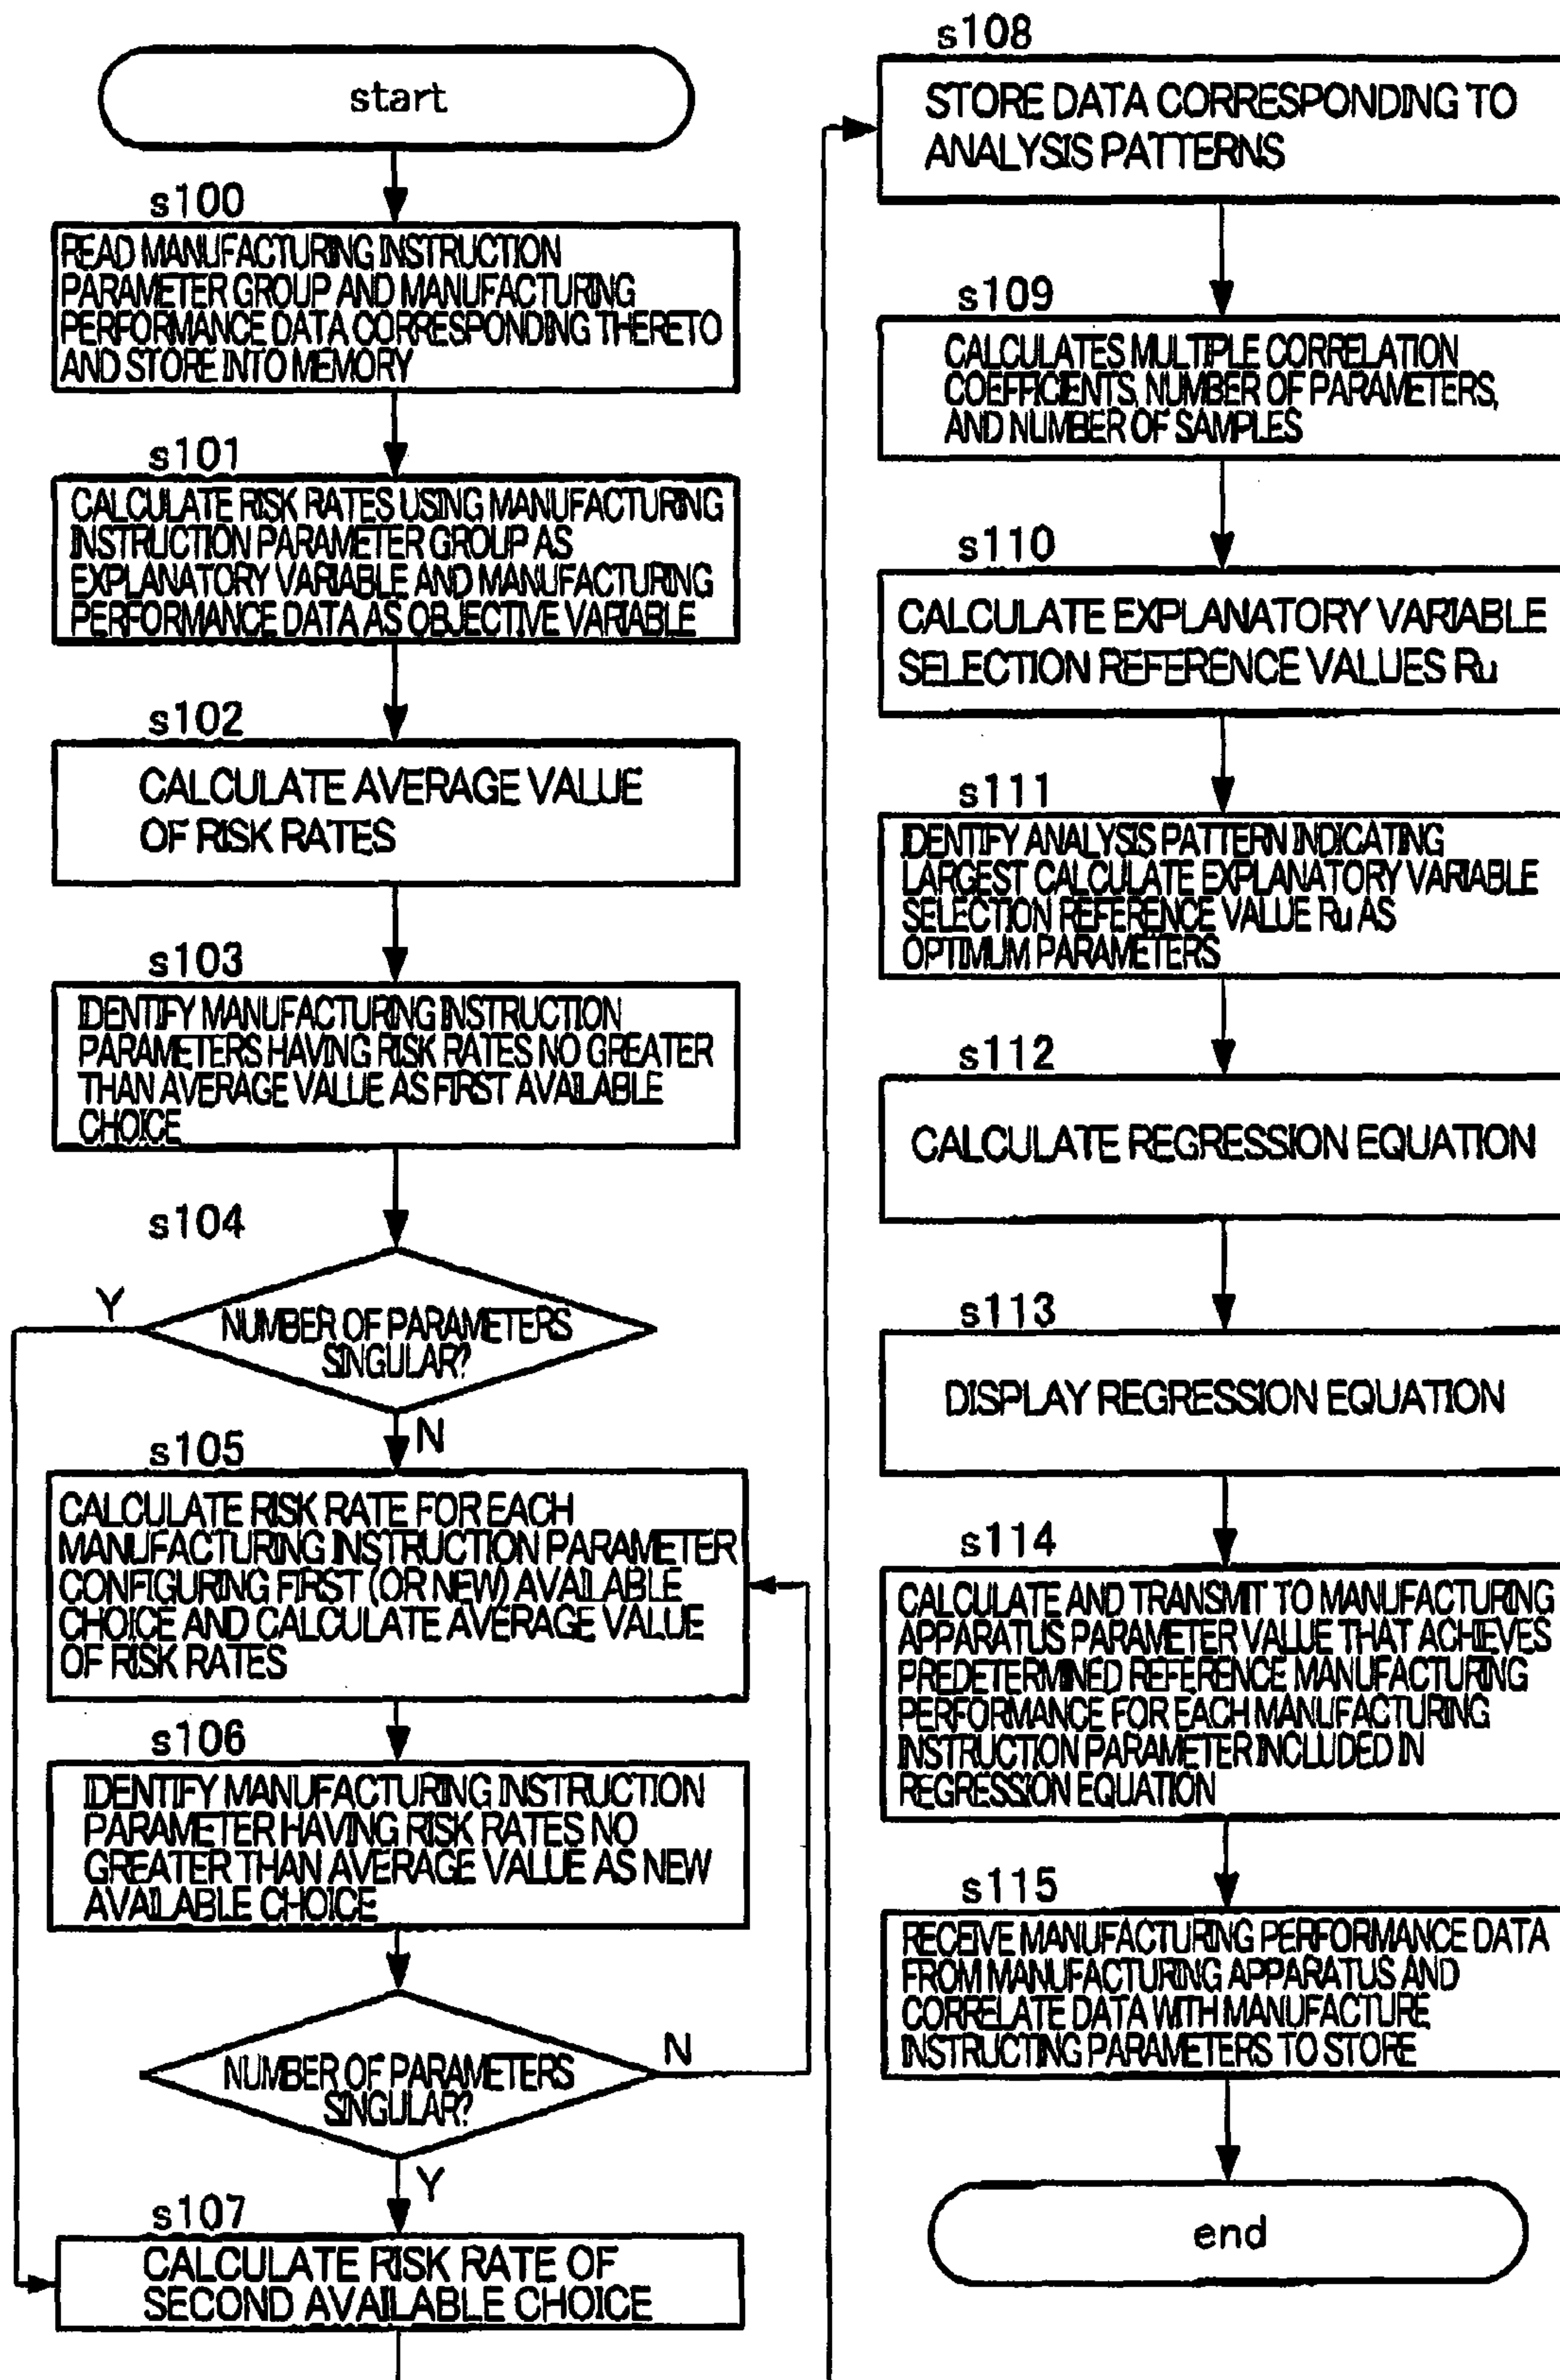 start
s100
READ MANUFACTURING INSTRUCTION
PARAMETER GROUP AND MANUFACTURING
PERFORMANCE DATA CORRESPONDING THERETO
AND STORE INTO MEMORY
s101
CALCULATE RISK RATES USING MANUFACTURING
INSTRUCTION PARAMETER GROUP AS
EXPLANATORY VARIABLE AND MANUFACTURING
PERFORMANCE DATA AS OBJECTIVE VARIABLE
s102
CALCULATE AVERAGE VALUE
OF RISK RATES
s103
IDENTIFY MANUFACTURING INSTRUCTION
PARAMETERS HAVING RISK RATES NO GREATER
THAN AVERAGE VALUE AS FIRST AVAILABLE
CHOICE
s104
Y
NUMBER OF PARAMETERS
SINGULAR?
N
s105
CALCULATE RISK RATE FOR EACH
MANUFACTURING INSTRUCTION PARAMETER
CONFIGURING FIRST (OR NEW) AVAILABLE
CHOICE AND CALCULATE AVERAGE VALUE
OF RISK RATES
s106
IDENTIFY MANUFACTURING INSTRUCTION
PARAMETER HAVING RISK RATES NO
GREATER THAN AVERAGE VALUE AS NEW
AVAILABLE CHOICE
N
NUMBER OF PARAMETERS
SINGULAR?
Y
s107
CALCULATE RISK RATE OF
SECOND AVAILABLE CHOICE
s108
STORE DATA CORRESPONDING TO
ANALYSIS PATTERNS
s109
CALCULATES MULTIPLE CORRELATION
COEFFICIENTS, NUMBER OF PARAMETERS,
AND NUMBER OF SAMPLES
s110
CALCULATE EXPLANATORY VARIABLE
SELECTION REFERENCE VALUES Ru
s111
IDENTIFY ANALYSIS PATTERN INDICATING
LARGEST CALCULATE EXPLANATORY VARIABLE
SELECTION REFERENCE VALUE Ru AS
OPTIMUM PARAMETERS
s112
CALCULATE REGRESSION EQUATION
s113
DISPLAY REGRESSION EQUATION
s114
CALCULATE AND TRANSMIT TO MANUFACTURING
APPARATUS PARAMETER VALUE THAT ACHIEVES
PREDETERMINED REFERENCE MANUFACTURING
PERFORMANCE FOR EACH MANUFACTURING
INSTRUCTION PARAMETER INCLUDED IN
REGRESSION EQUATION
s115
RECEIVE MANUFACTURING PERFORMANCE DATA
FROM MANUFACTURING APPARATUS AND
CORRELATE DATA WITH MANUFACTURE
INSTRUCTING PARAMETERS TO STORE
end